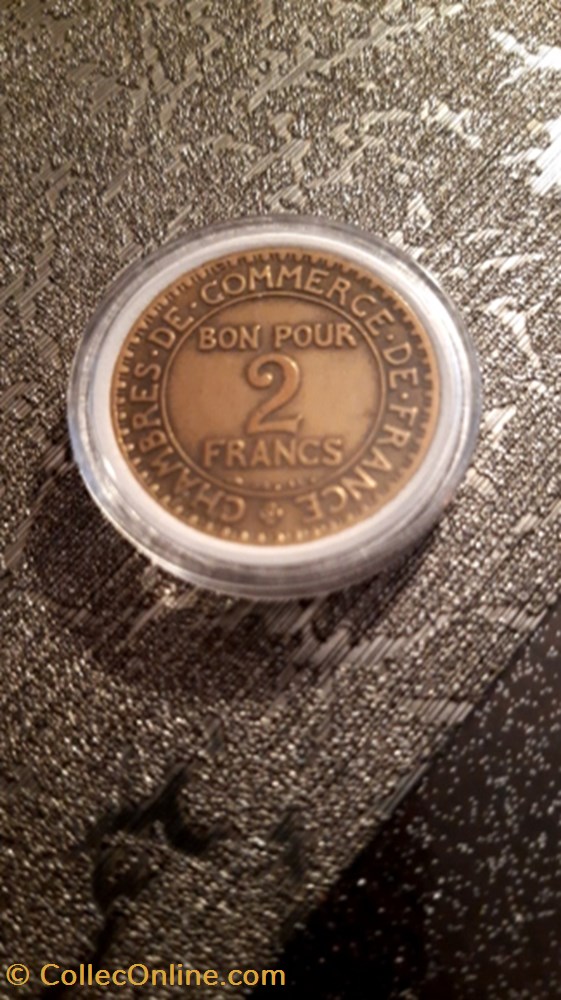 CHAMBRES·DE·COMMERCE·DE·FRANCE
BON POUR
2
FRANCS
© CollecOnline.com